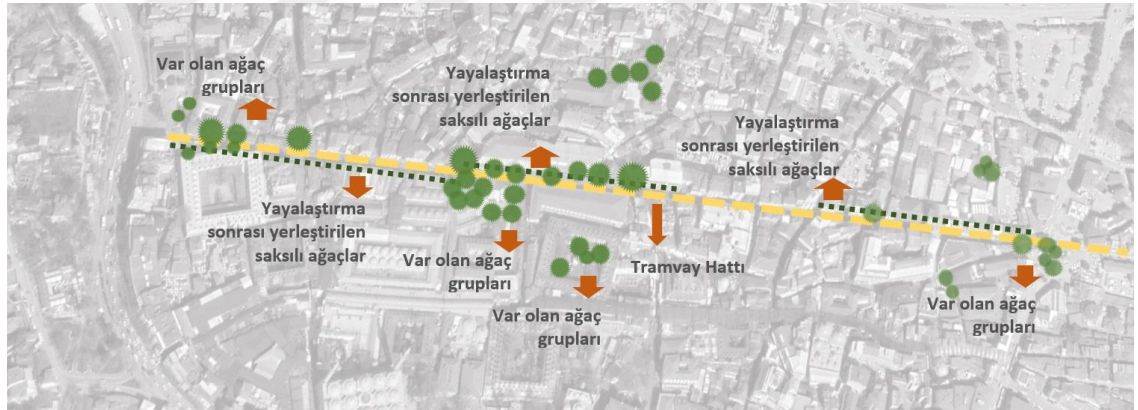 Var olan ağaç
grupları
Yayalaştırma
sonrası yerleştirilen
saksılı ağaçlar
Yayalaştırma
sonrası yerleştirilen
saksılı ağaçlar
Yayalaştırma
sonrası yerleştirilen
saksılı ağaçlar
Var olan ağaç
grupları
Tramvay Hattı
Var olan ağaç
grupları
Var olan ağaç
grupları